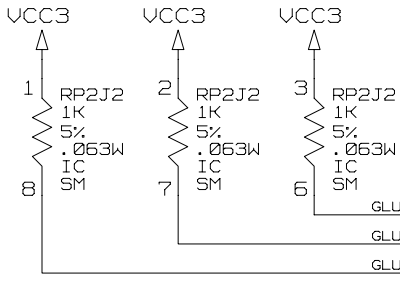 VCC3 VCC3 VCC3
1 2 3
RP2J2 RP2J2 RP2J2
1K 1K 1K
5% 5% 5%
.063W .063W .063W
IC IC IC
SM SM SM
8 7 6
GLU
GLU
GLU